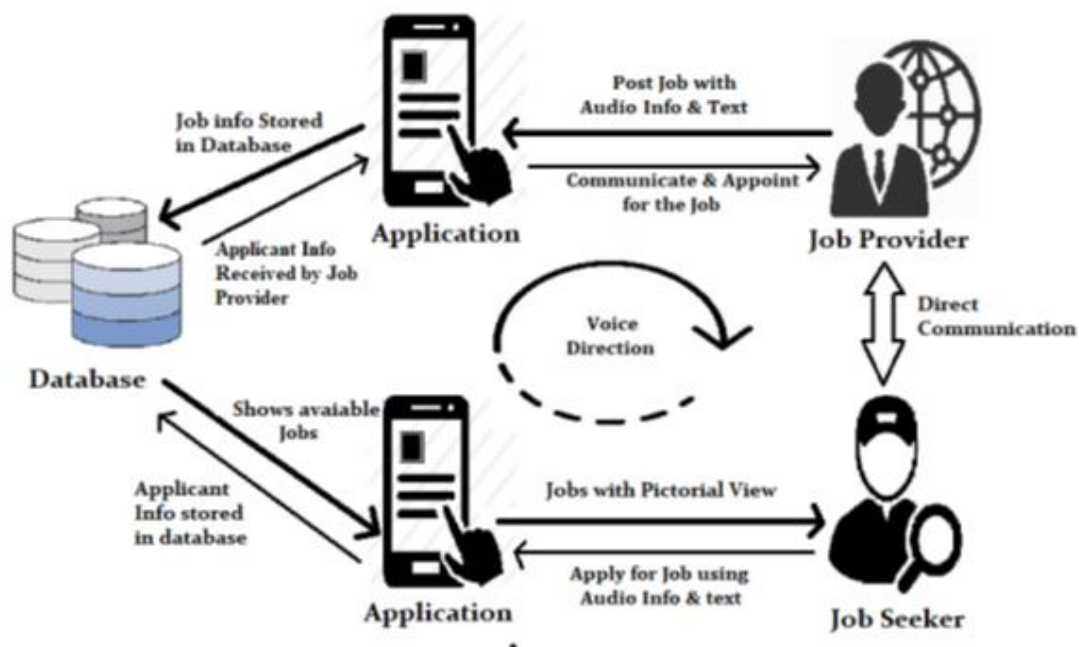 Post Job with
Audio Info & Text
Job info Stored
in Database
Communicate & Appoint
for the Job
Application
Job Provider
Applicant Info
Received by Job
Provider
Voice
Direction
Direct
Communication
Database
Shows avaiable
Jobs
Applicant
Info stored
in database
Jobs with Pictorial View
Apply for Job using
Audio Info & text
Application
Job Seeker